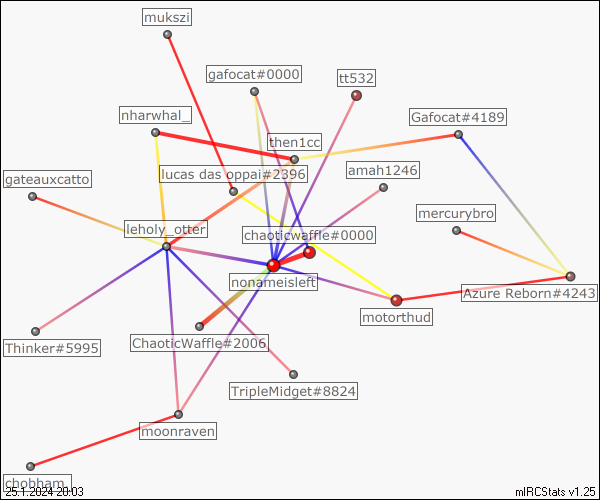 mukszi
gafocat#0000
tt532
nharwhal_
Gafocat#4189
then1cc
gateauxcatto
lucas das oppai#2396
amah1246
mercurybro
leholy_otter
chaoticwaffle#0000
nonameisleft
Azure Reborn#4243
motorthud
Thinker#5995
ChaoticWaffle#2006
TripleMidget#8824
moonraven
chobham_
25.1.2024 20:03
mIRCStats v1.25